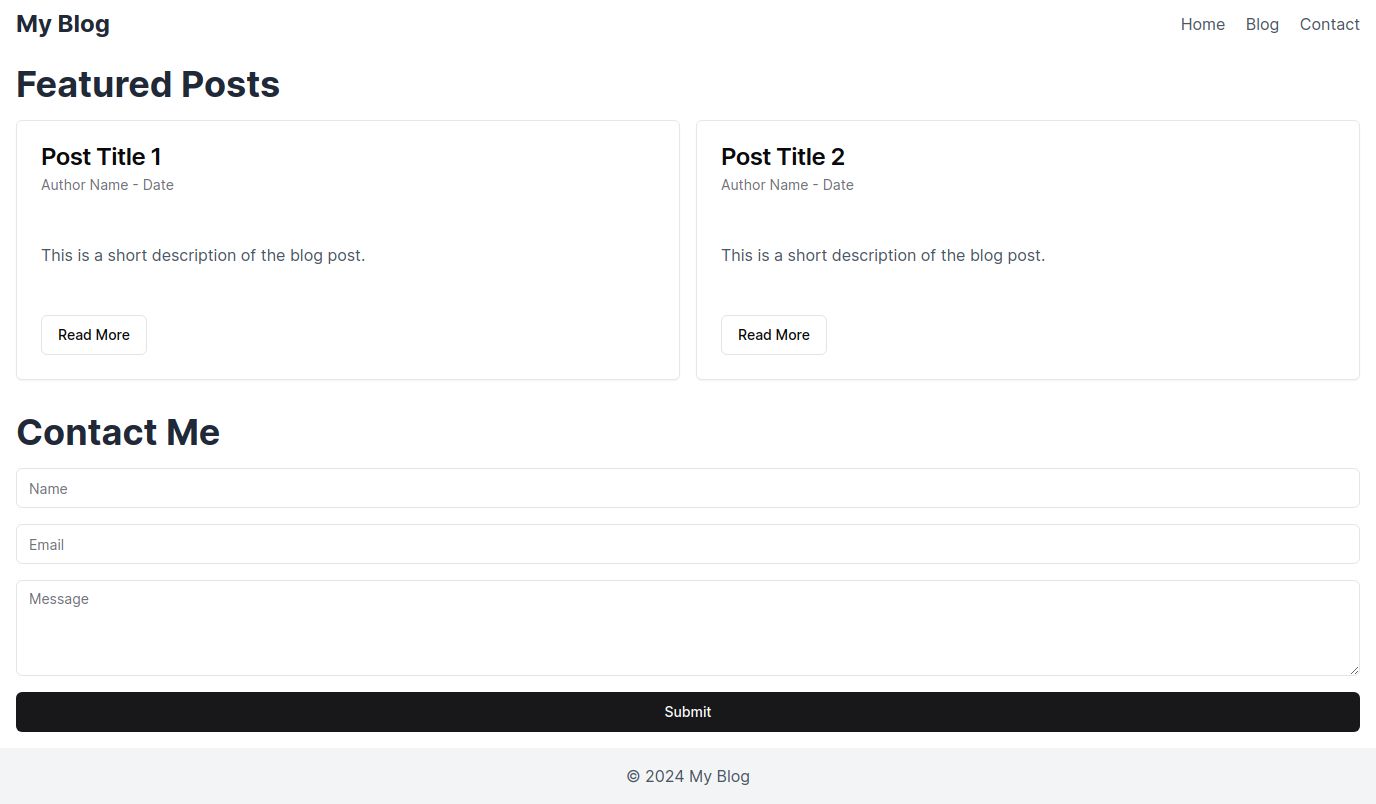 My Blog
Home Blog Contact
Featured Posts
Post Title 1
Author Name - Date
This is a short description of the blog post.
Read More
Post Title 2
Author Name - Date
This is a short description of the blog post.
Read More
Contact Me
Name
Email
Message
Submit
© 2024 My Blog